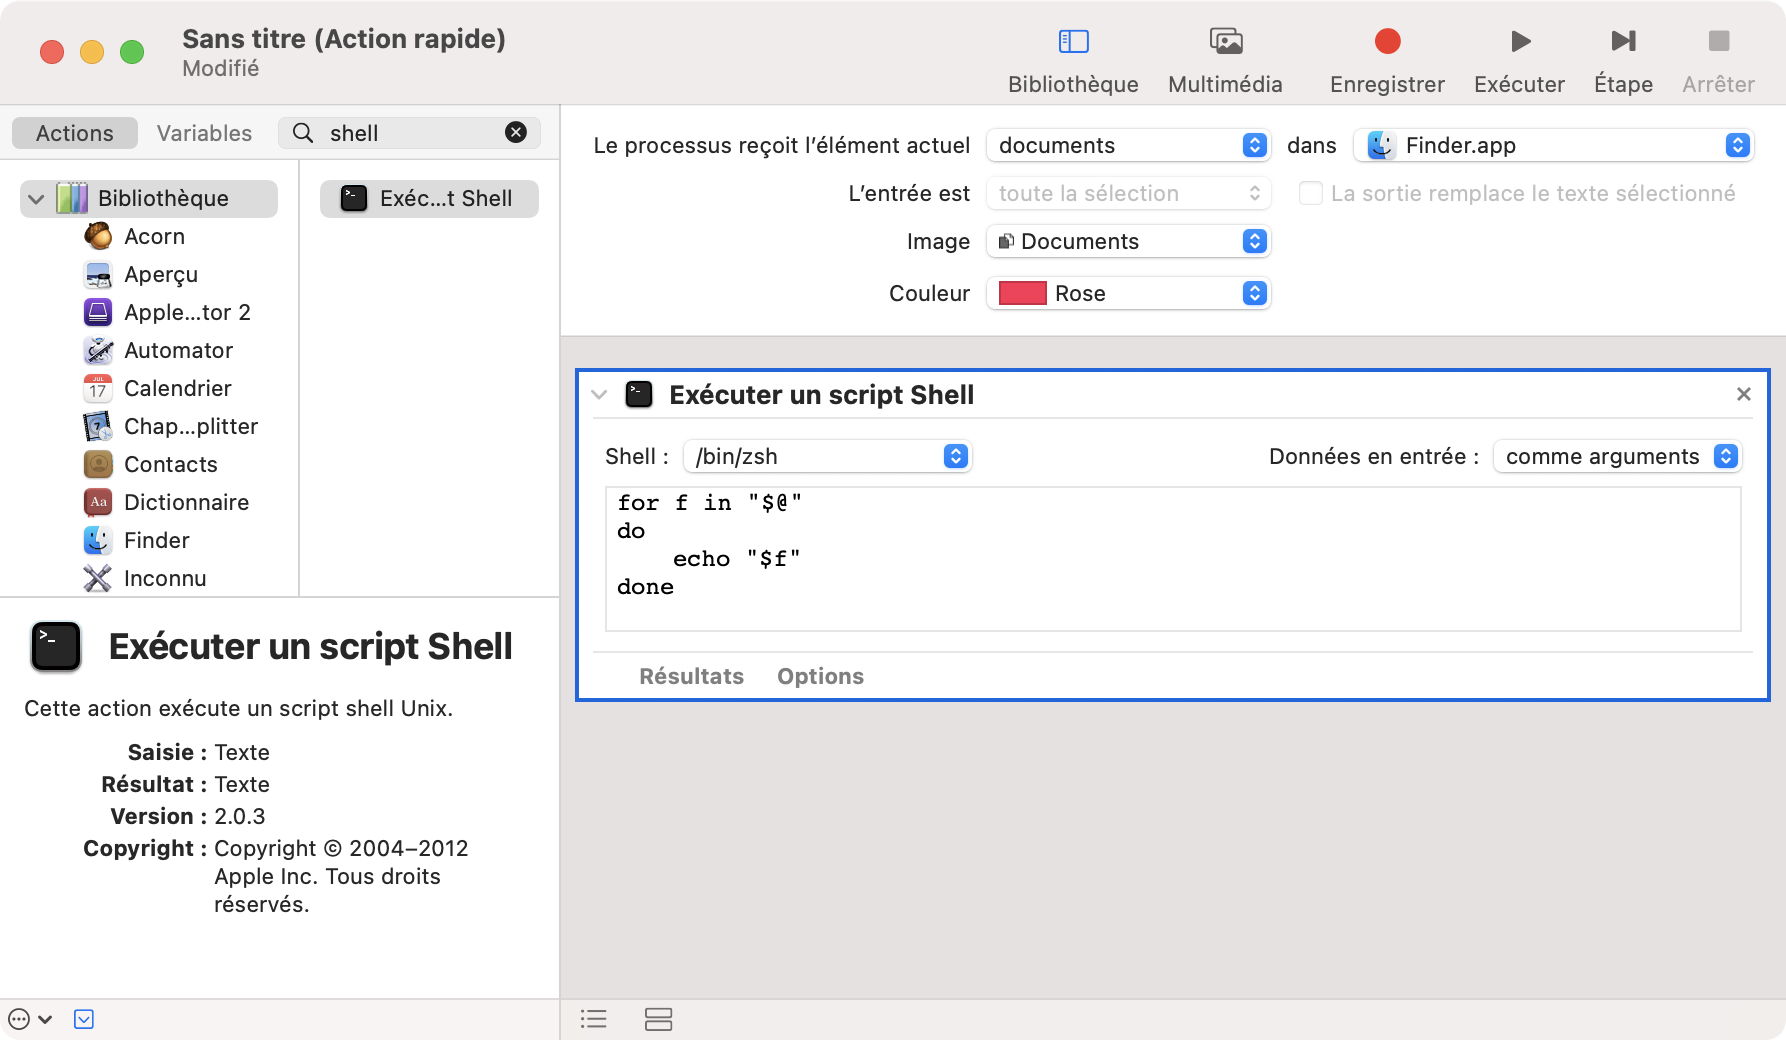 Sans titre (Action rapide)
Modifié
Bibliothèque
Multimédia
Enregistrer
Exécuter
Étape
Arrêter
Actions
Variables
shell
Bibliothèque
Acorn
Aperçu
Apple...tor 2
Automator
JUL
17
Calendrier
Chap...plitter
Contacts
Aa
Dictionnaire
Finder
Inconnu
Exéc...t Shell
Le processus reçoit l’élément actuel
documents
dans
Finder.app
L’entrée est
toute la sélection
La sortie remplace le texte sélectionné
Image
Documents
Couleur
Rose
Exécuter un script Shell
Shell :
/bin/zsh
Données en entrée :
comme arguments
for f in "$@"
do
echo "$f"
done
Résultats
Options
Exécuter un script Shell
Cette action exécute un script shell Unix.
Saisie : Texte
Résultat : Texte
Version : 2.0.3
Copyright : Copyright © 2004–2012
Apple Inc. Tous droits
réservés.